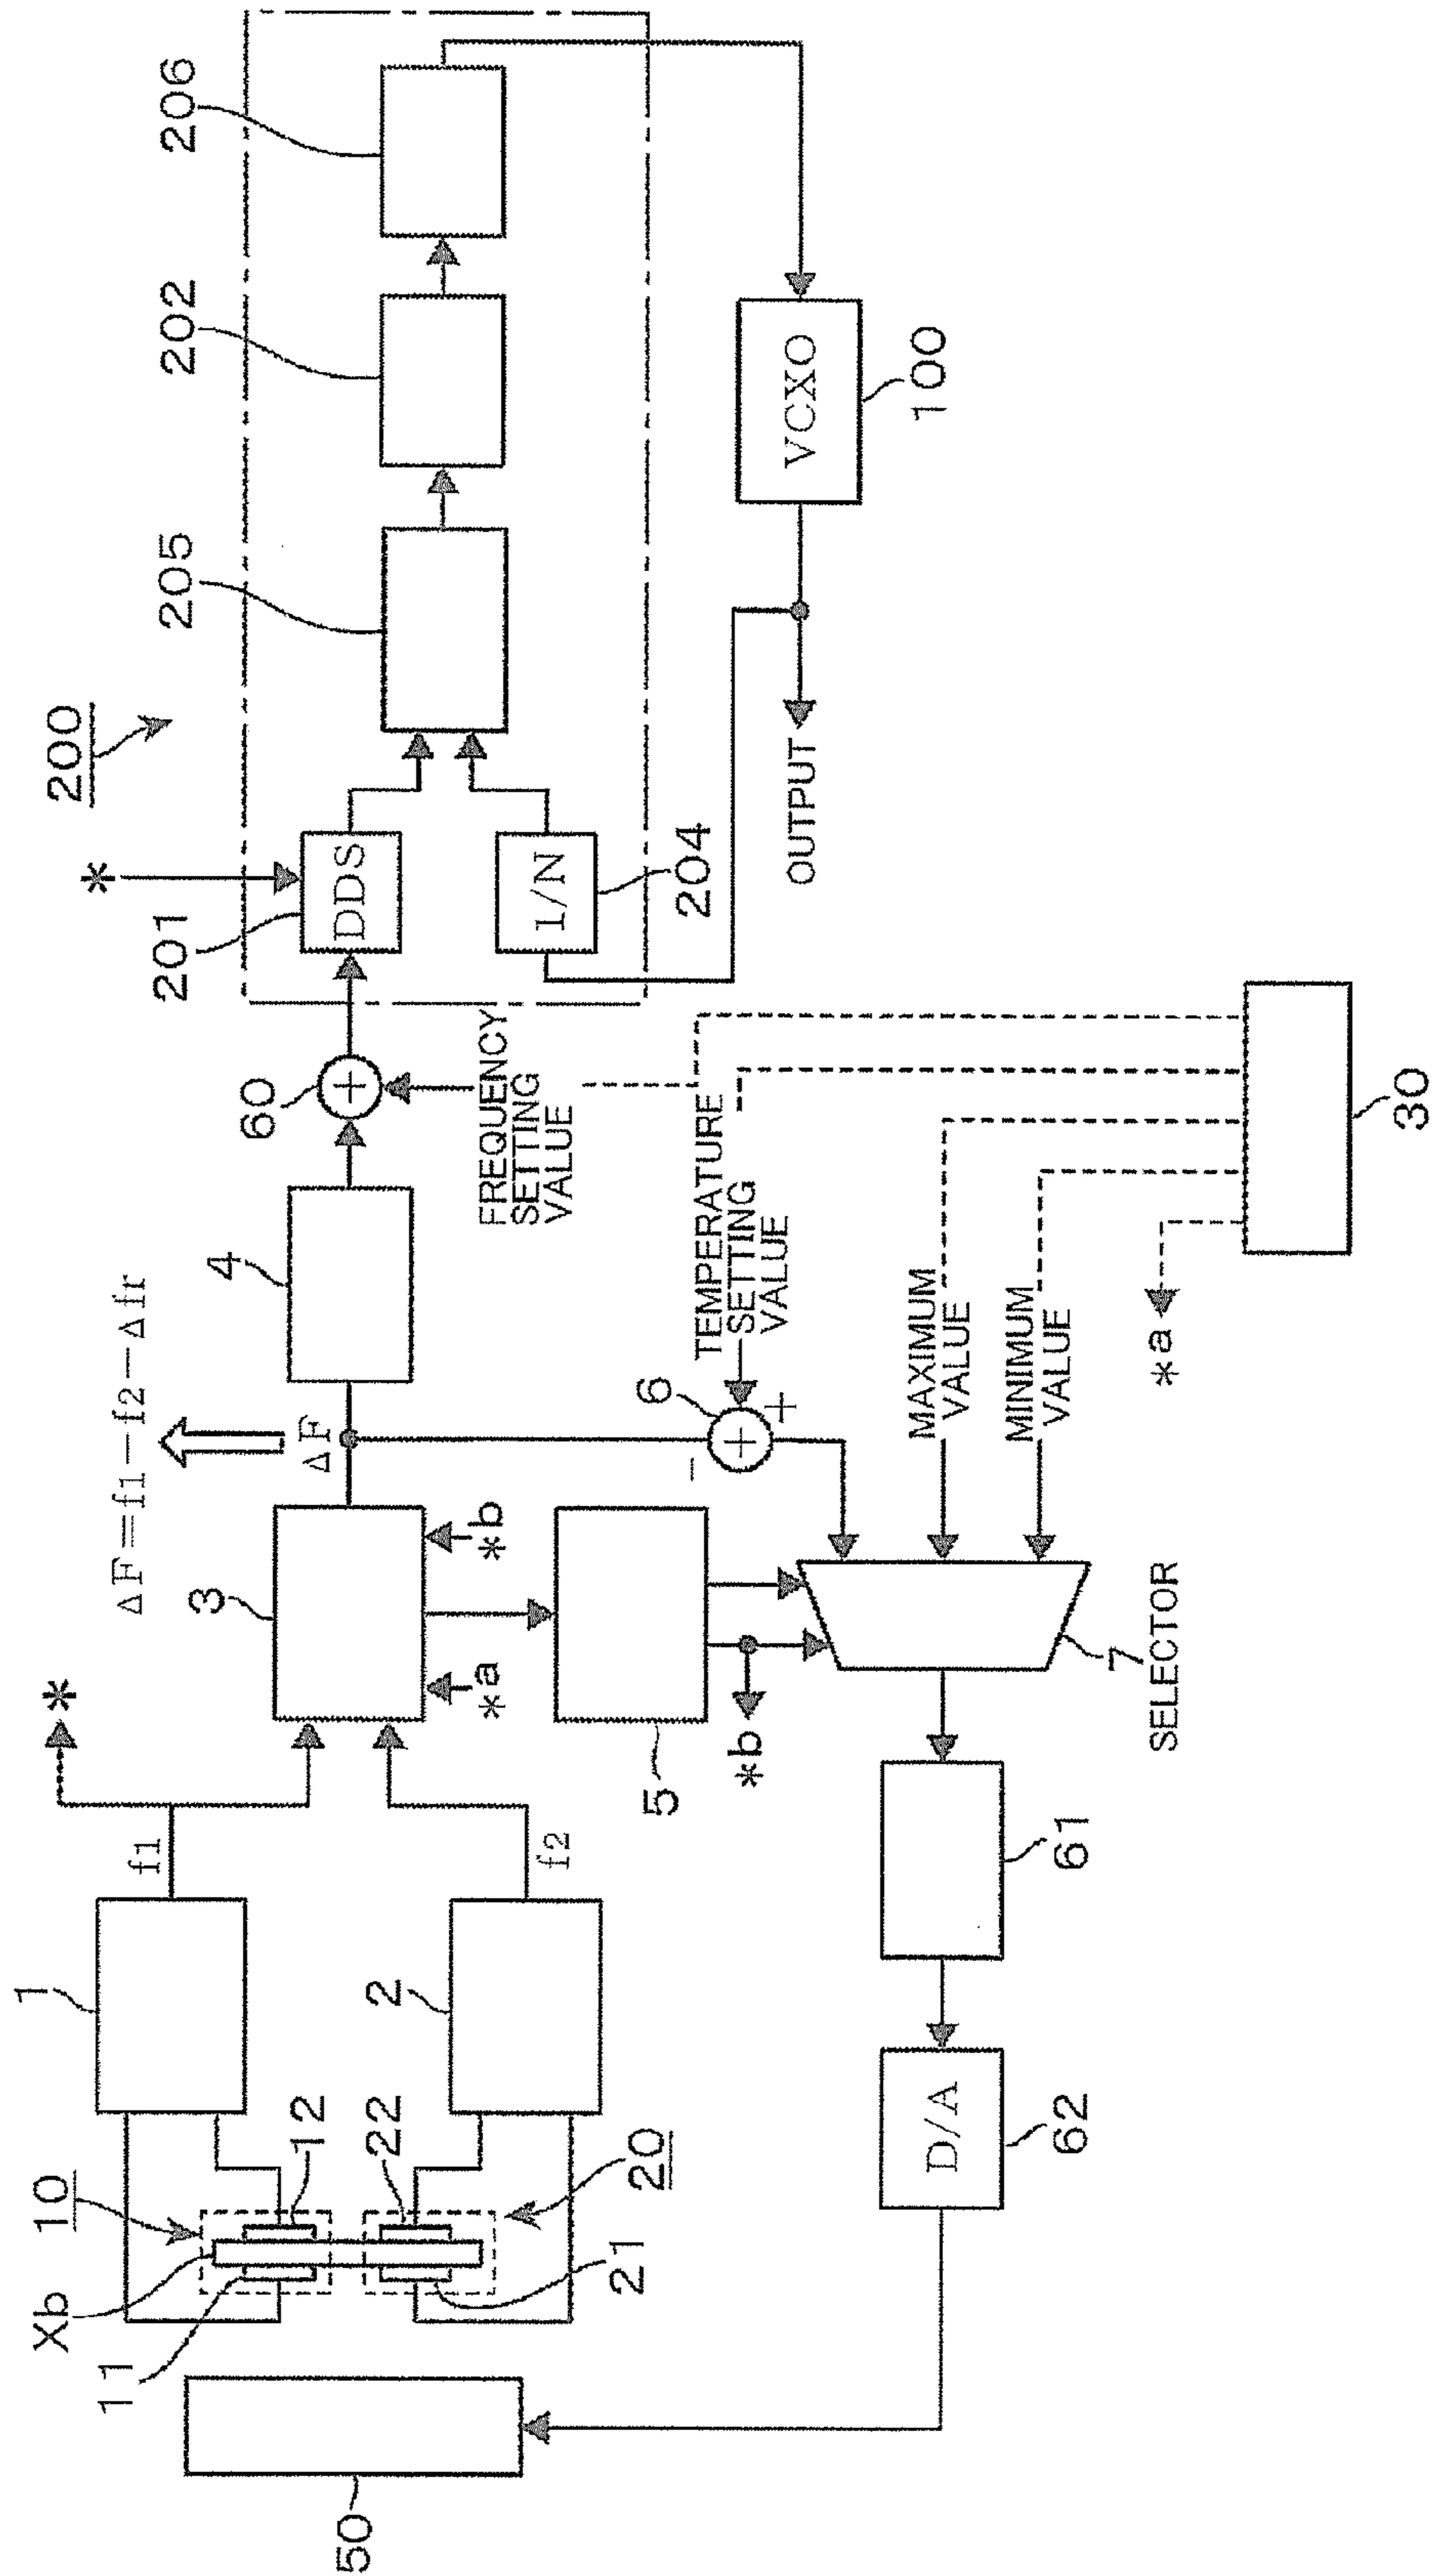 200
206
202
205
*
201
DDS
1/N
204
VCXO
100
OUTPUT
60
+
FREQUENCY
SETTING
VALUE
4
ΔF=f1−f2−Δfr
ΔF
TEMPERATURE
SETTING
VALUE
6
+
+
-
MAXIMUM
VALUE
MINIMUM
VALUE
*a
30
*
3
*a
*b
5
*b
7
SELECTOR
f1
f2
1
2
10
12
22
20
Xb
11
21
61
D/A
62
50